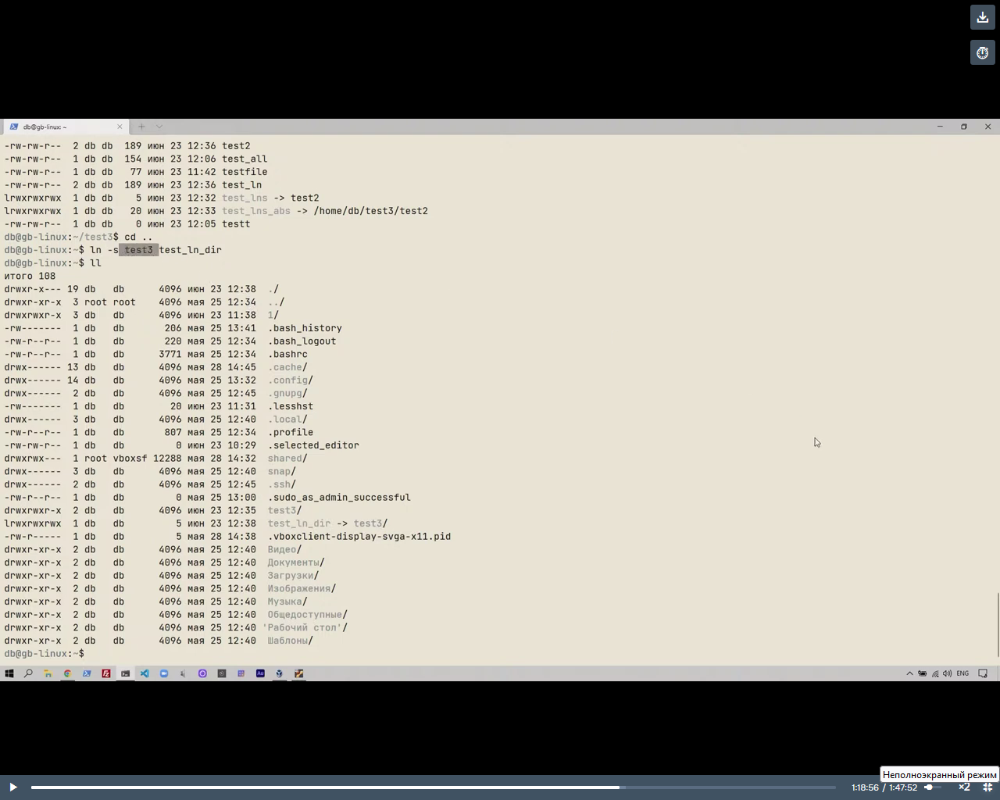 db@gb-linux: ~
-rw-rw-r--  2 db db  189 июн 23 12:36 test2
-rw-rw-r--  1 db db  154 июн 23 12:06 test_all
-rw-rw-r--  1 db db   77 июн 23 11:42 testfile
-rw-rw-r--  2 db db  189 июн 23 12:36 test_ln
lrwxrwxrwx  1 db db    5 июн 23 12:32 test_lns -> test2
lrwxrwxrwx  1 db db   20 июн 23 12:33 test_lns_abs -> /home/db/test3/test2
-rw-rw-r--  1 db db    0 июн 23 12:05 testt
db@gb-linux:~/test3$ cd ..
db@gb-linux:~$ ln -s test3 test_ln_dir
db@gb-linux:~$ ll
итого 108
drwxr-x--- 19 db   db      4096 июн 23 12:38  ./
drwxr-xr-x  3 root root    4096 мая 25 12:34  ../
drwxrwxr-x  3 db   db      4096 июн 23 11:38  1/
-rw-------  1 db   db       206 мая 25 13:41  .bash_history
-rw-r--r--  1 db   db       220 мая 25 12:34  .bash_logout
-rw-r--r--  1 db   db      3771 мая 25 12:34  .bashrc
drwx------ 13 db   db      4096 мая 28 14:45  .cache/
drwx------ 14 db   db      4096 мая 25 13:32  .config/
drwx------  2 db   db      4096 мая 25 12:45  .gnupg/
-rw-------  1 db   db        20 июн 23 11:31  .lesshst
drwx------  3 db   db      4096 мая 25 12:40  .local/
-rw-r--r--  1 db   db       807 мая 25 12:34  .profile
-rw-rw-r--  1 db   db         0 июн 23 10:29  .selected_editor
drwxrwx---  1 root vboxsf 12288 мая 28 14:32  shared/
drwx------  3 db   db      4096 мая 25 12:40  snap/
drwx------  2 db   db      4096 мая 25 12:45  .ssh/
-rw-r--r--  1 db   db         0 мая 25 13:00  .sudo_as_admin_successful
drwxrwxr-x  2 db   db      4096 июн 23 12:35  test3/
lrwxrwxrwx  1 db   db         5 июн 23 12:38  test_ln_dir -> test3/
-rw-r-----  1 db   db         5 мая 28 14:38  .vboxclient-display-svga-x11.pid
drwxr-xr-x  2 db   db      4096 мая 25 12:40  Видео/
drwxr-xr-x  2 db   db      4096 мая 25 12:40  Документы/
drwxr-xr-x  2 db   db      4096 мая 25 12:40  Загрузки/
drwxr-xr-x  2 db   db      4096 мая 25 12:40  Изображения/
drwxr-xr-x  2 db   db      4096 мая 25 12:40  Музыка/
drwxr-xr-x  2 db   db      4096 мая 25 12:40  Общедоступные/
drwxr-xr-x  2 db   db      4096 мая 25 12:40 'Рабочий стол'/
drwxr-xr-x  2 db   db      4096 мая 25 12:40  Шаблоны/
db@gb-linux:~$
Fz Au ENG
Неполноэкранный режим
1:18:56 / 1:47:52 ×2